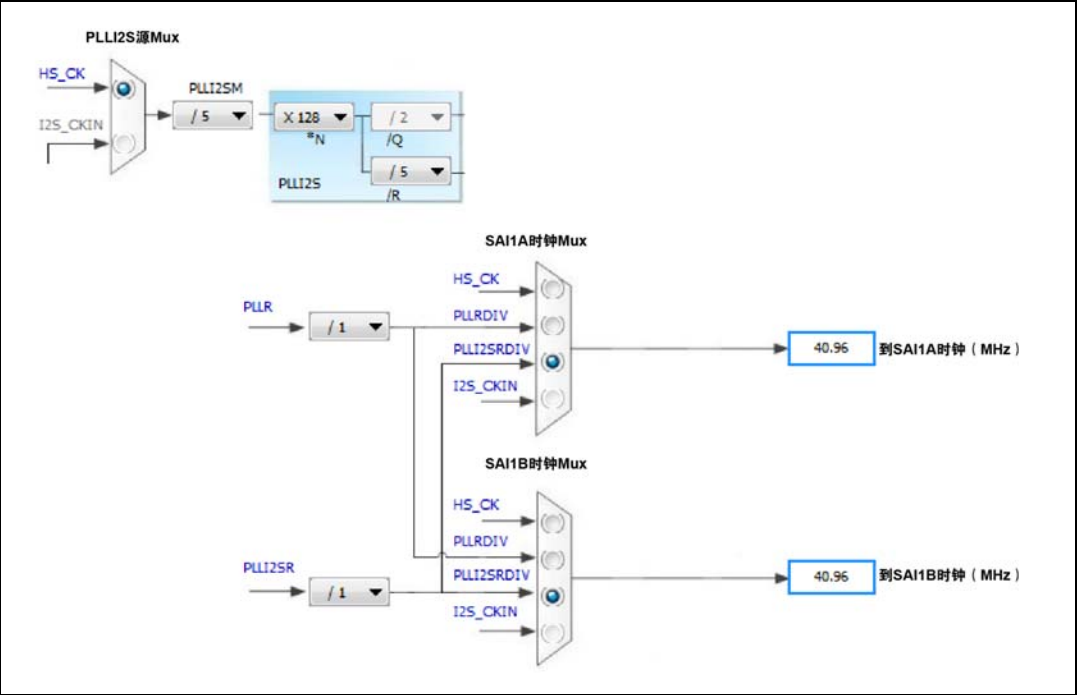 PLLI2S源Mux
HS_CK
PLLI2SM
/ 5
X 128
/ 2
I2S_CKIN
*N
/Q
/ 5
PLLI2S
/R
SAI1A时钟Mux
HS_CK
PLLR
PLLRDIV
/ 1
PLLI2SRDIV
40.96
到SAI1A时钟（MHz）
I2S_CKIN
SAI1B时钟Mux
HS_CK
PLLRDIV
PLLI2SR
PLLI2SRDIV
/ 1
40.96
到SAI1B时钟（MHz）
I2S_CKIN